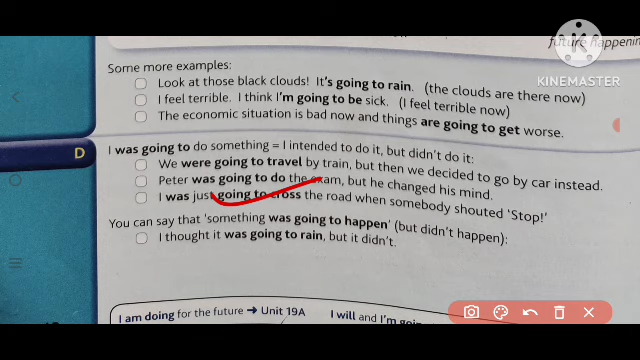 future happenin
KINEMASTER
Some more examples:
Look at those black clouds! It's going to rain. (the clouds are there now)
I feel terrible. I think I'm going to be sick. (I feel terrible now)
The economic situation is bad now and things are going to get worse.
D
I was going to do something = I intended to do it, but didn't do it:
We were going to travel by train, but then we decided to go by car instead.
Peter was going to do the exam, but he changed his mind.
I was just going to cross the road when somebody shouted 'Stop!'
You can say that 'something was going to happen' (but didn't happen):
I thought it was going to rain, but it didn't.
I am doing for the future → Unit 19A
I will and I'm goin